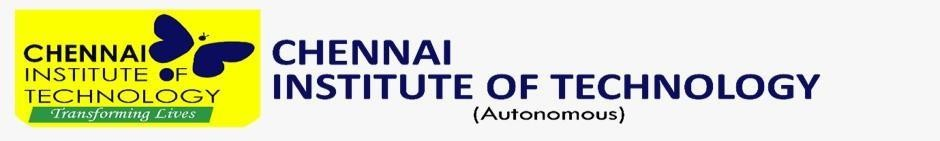 CHENNAI
INSTITUTE OF
TECHNOLOGY
Transforming Lives
CHENNAI
INSTITUTE OF TECHNOLOGY
(Autonomous)